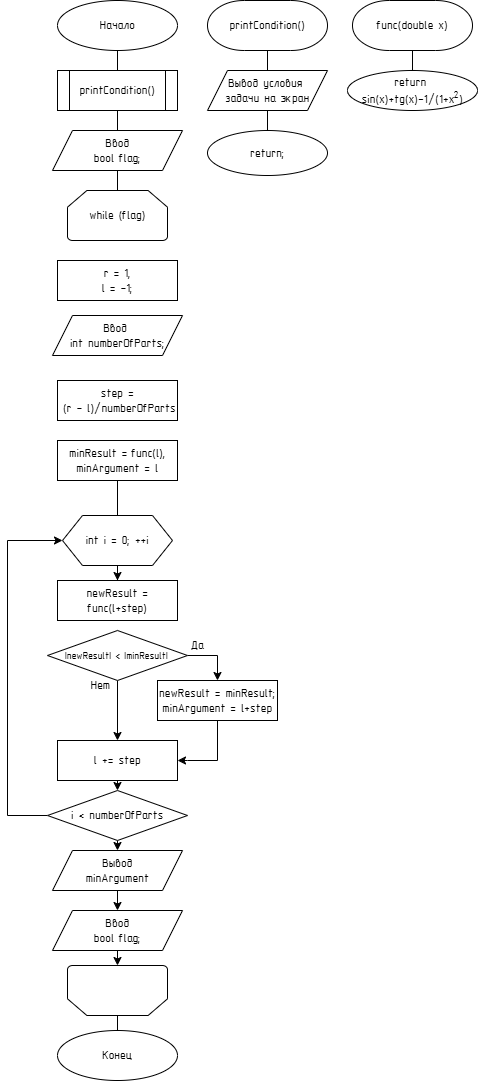 Начало
printCondition()
func(double x)
printCondition()
Вывод условия
задачи на экран
return
sin(x)+tg(x)-1/(1+x²)
Ввод
bool flag;
return;
while (flag)
r = 1,
l = -1;
Ввод
int numberOfParts;
step =
(r - l)/numberOfParts
minResult = func(l),
minArgument = l
int i = 0; ++i
newResult =
func(l+step)
|newResult| < |minResult|
Да
Нет
newResult = minResult;
minArgument = l+step
l += step
i < numberOfParts
Вывод
minArgument
Ввод
bool flag;
Конец